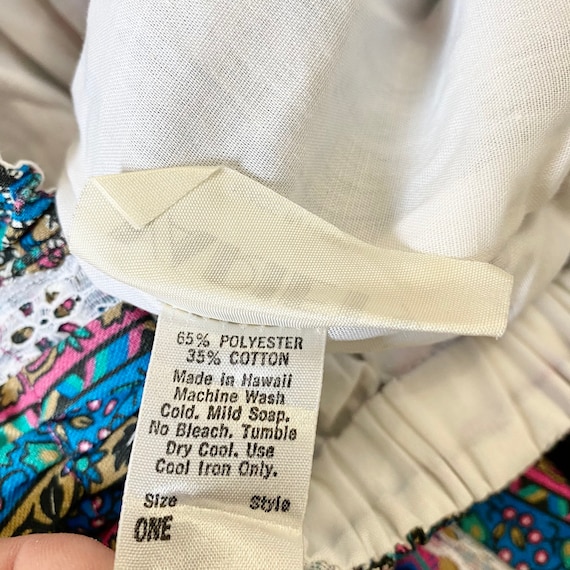 65% POLYESTER
35% COTTON
Made in Hawaii
Machine Wash
Cold. Mild Soap.
No Bleach. Tumble
Dry Cool. Use
Cool Iron Only.
Size Style
ONE